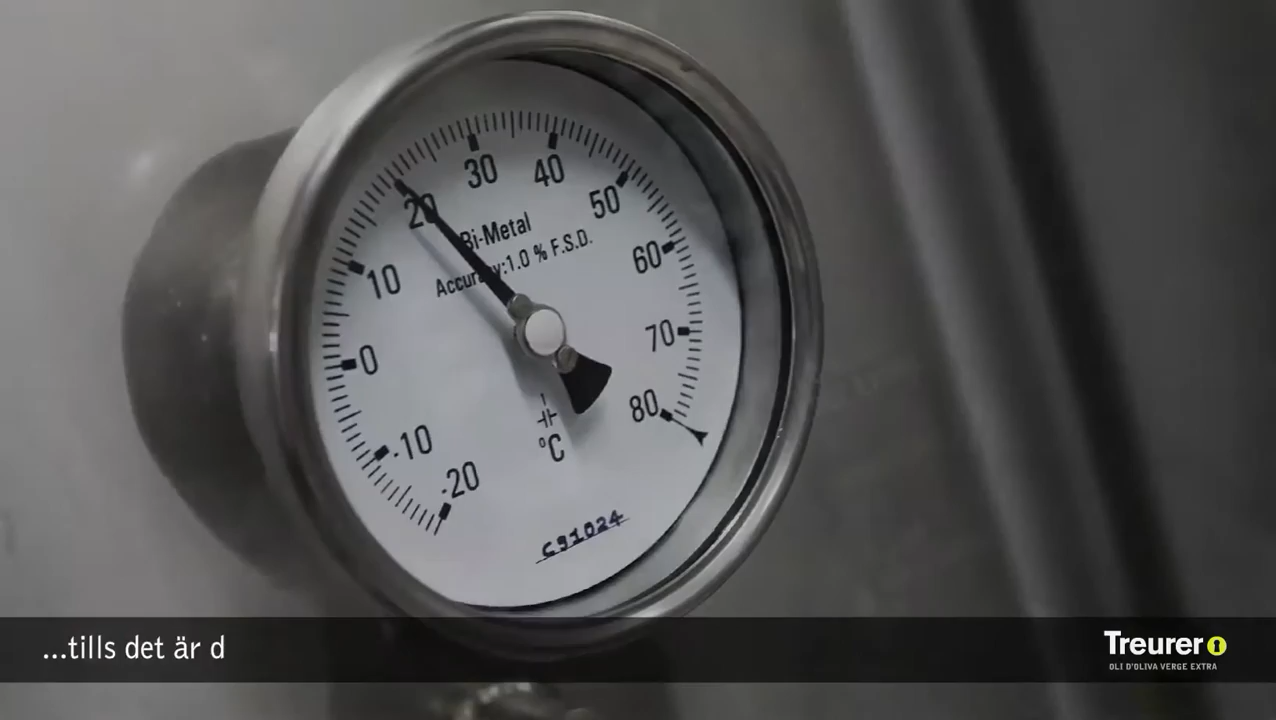 30
40
50
20
Bi-Metal
Accuracy:1.0 % F.S.D.
60
10
70
0
80
-10
°C
-20
C91024
...tills det är d
Treurer
OLI D'OLIVA VERGE EXTRA